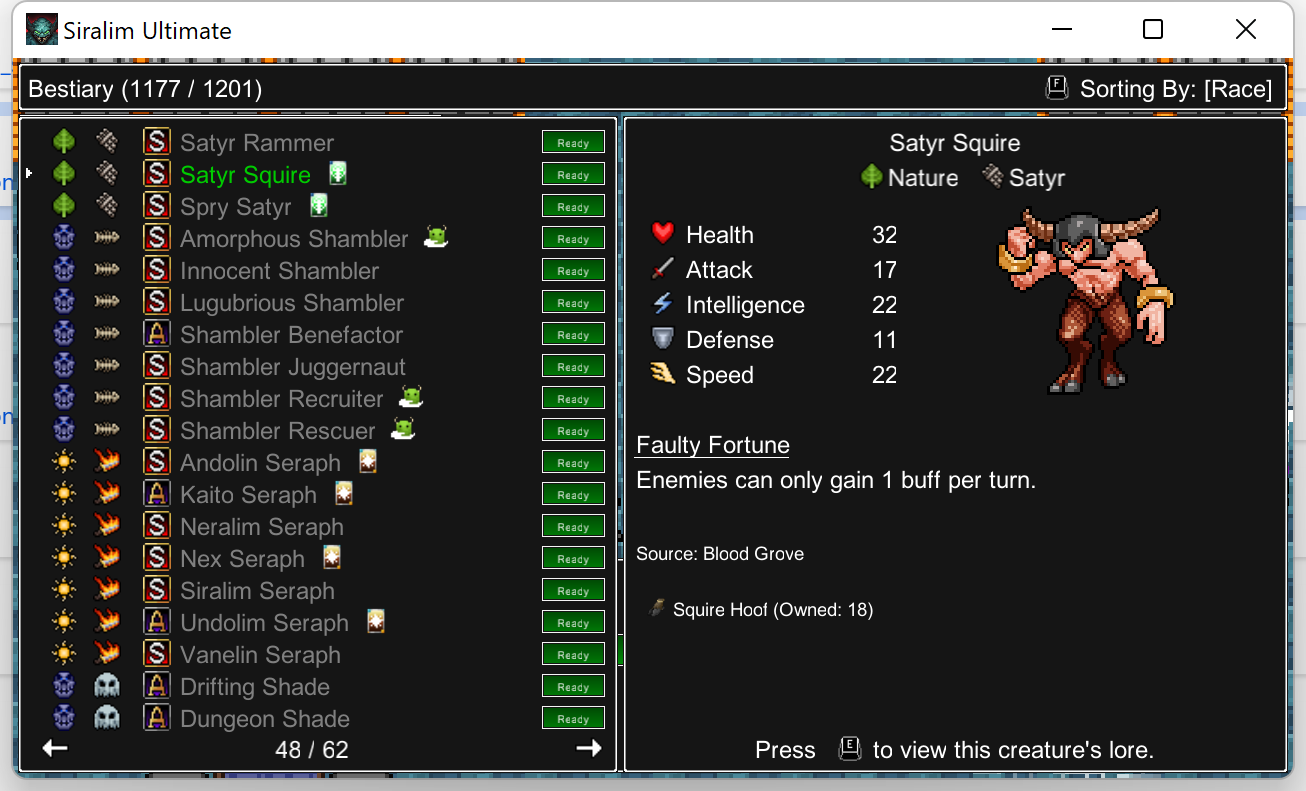 Siralim Ultimate
Bestiary (1177 / 1201)
F Sorting By: [Race]
S Satyr Rammer Ready
S Satyr Squire Ready
S Spry Satyr Ready
S Amorphous Shambler Ready
S Innocent Shambler Ready
S Lugubrious Shambler Ready
A Shambler Benefactor Ready
S Shambler Juggernaut Ready
S Shambler Recruiter Ready
S Shambler Rescuer Ready
S Andolin Seraph Ready
A Kaito Seraph Ready
S Neralim Seraph Ready
S Nex Seraph Ready
S Siralim Seraph Ready
A Undolim Seraph Ready
S Vanelin Seraph Ready
A Drifting Shade Ready
A Dungeon Shade Ready
48 / 62
Satyr Squire
Nature Satyr
Health 32
Attack 17
Intelligence 22
Defense 11
Speed 22
Faulty Fortune
Enemies can only gain 1 buff per turn.
Source: Blood Grove
Squire Hoof (Owned: 18)
Press E to view this creature's lore.